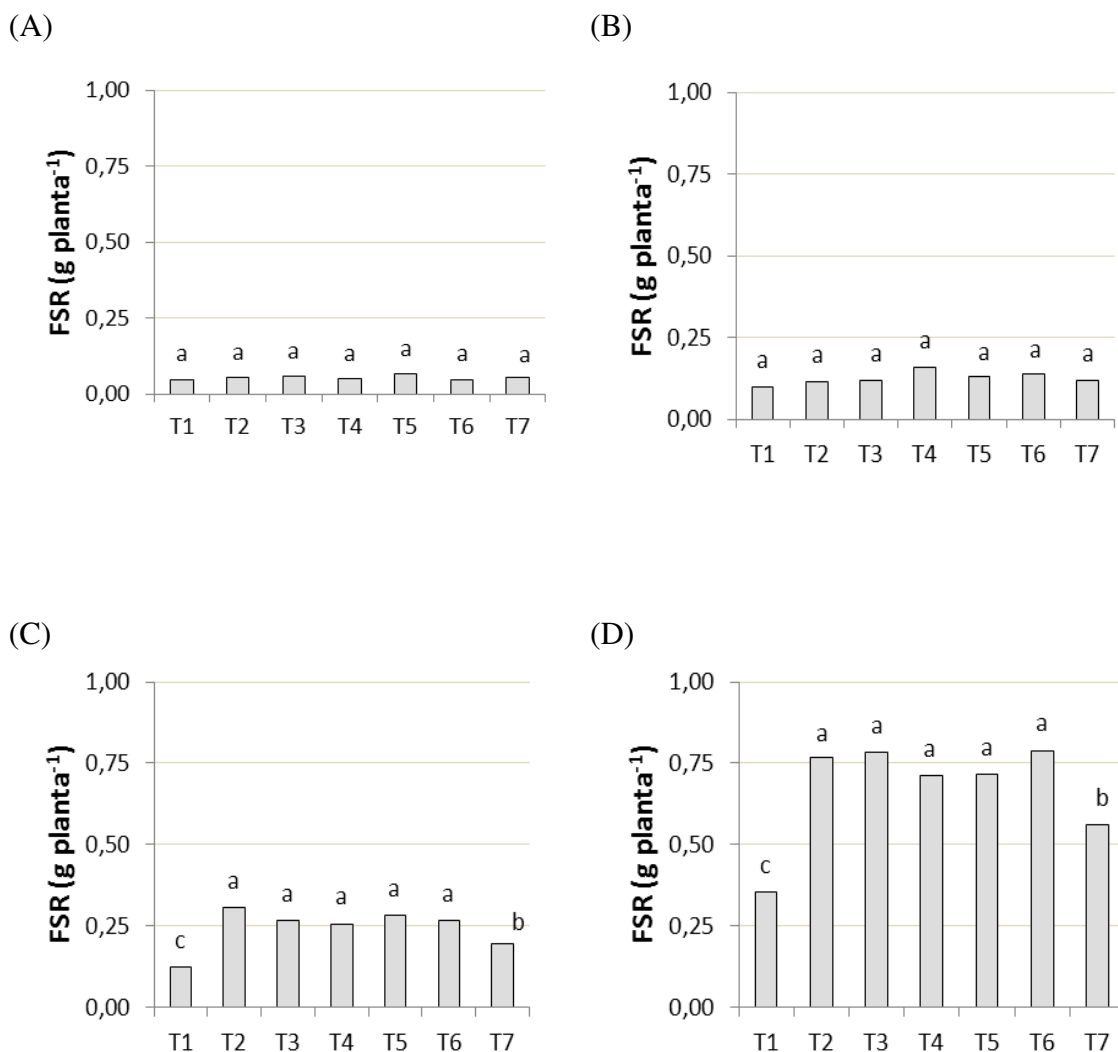 (A)
FSR (g planta⁻¹)
1,00
0,75
0,50
0,25
0,00
a a a a a a a
T1 T2 T3 T4 T5 T6 T7
(B)
FSR (g planta⁻¹)
1,00
0,75
0,50
0,25
0,00
a a a a a a a
T1 T2 T3 T4 T5 T6 T7
(C)
FSR (g planta⁻¹)
1,00
0,75
0,50
0,25
0,00
c a a a a a b
T1 T2 T3 T4 T5 T6 T7
(D)
FSR (g planta⁻¹)
1,00
0,75
0,50
0,25
0,00
c a a a a a b
T1 T2 T3 T4 T5 T6 T7